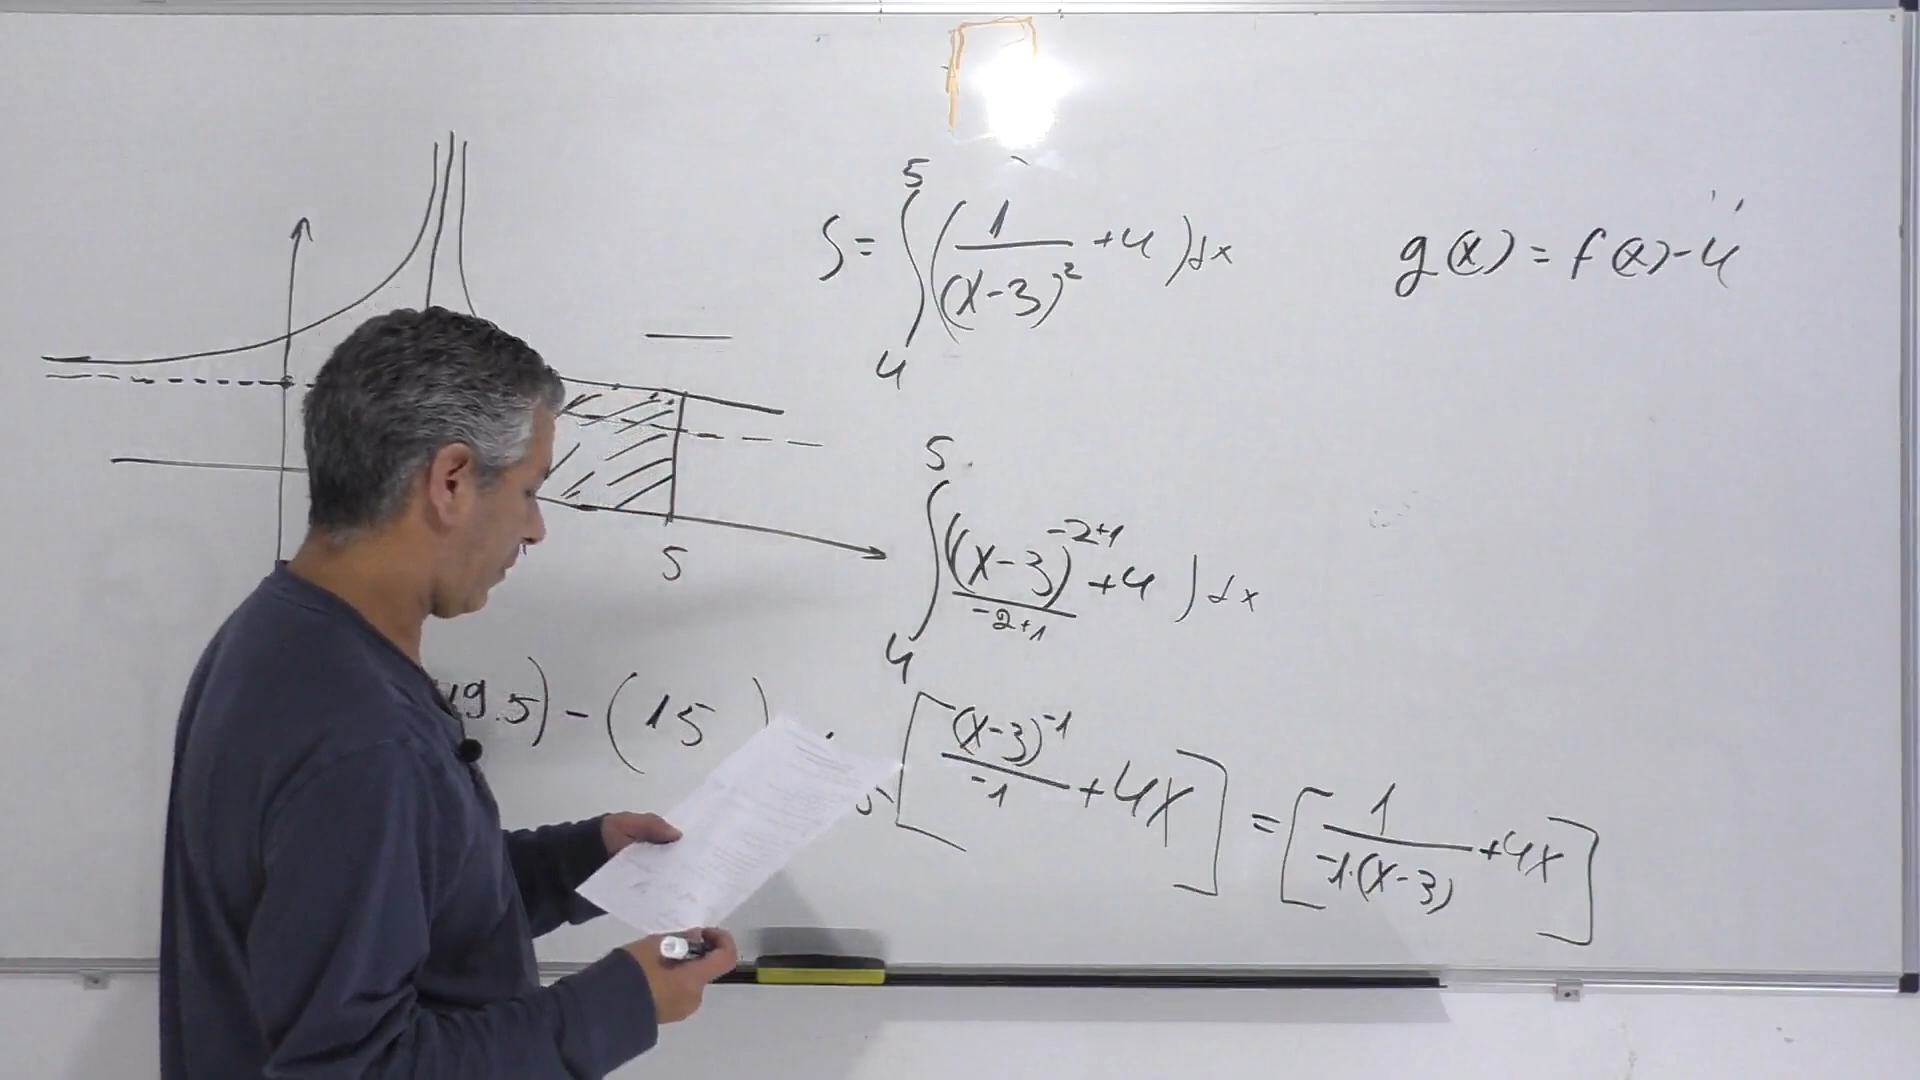 S = ∫₄⁵ (1/(x-3)² + 4) dx
g(x) = f(x) - 4
∫₄⁵ ((x-3)^(-2+1)/(-2+1) + 4) dx
5
19.5) - (15 )
[(x-3)^(-1)/(-1) + 4x] = [1/(-1·(x-3)) + 4x]